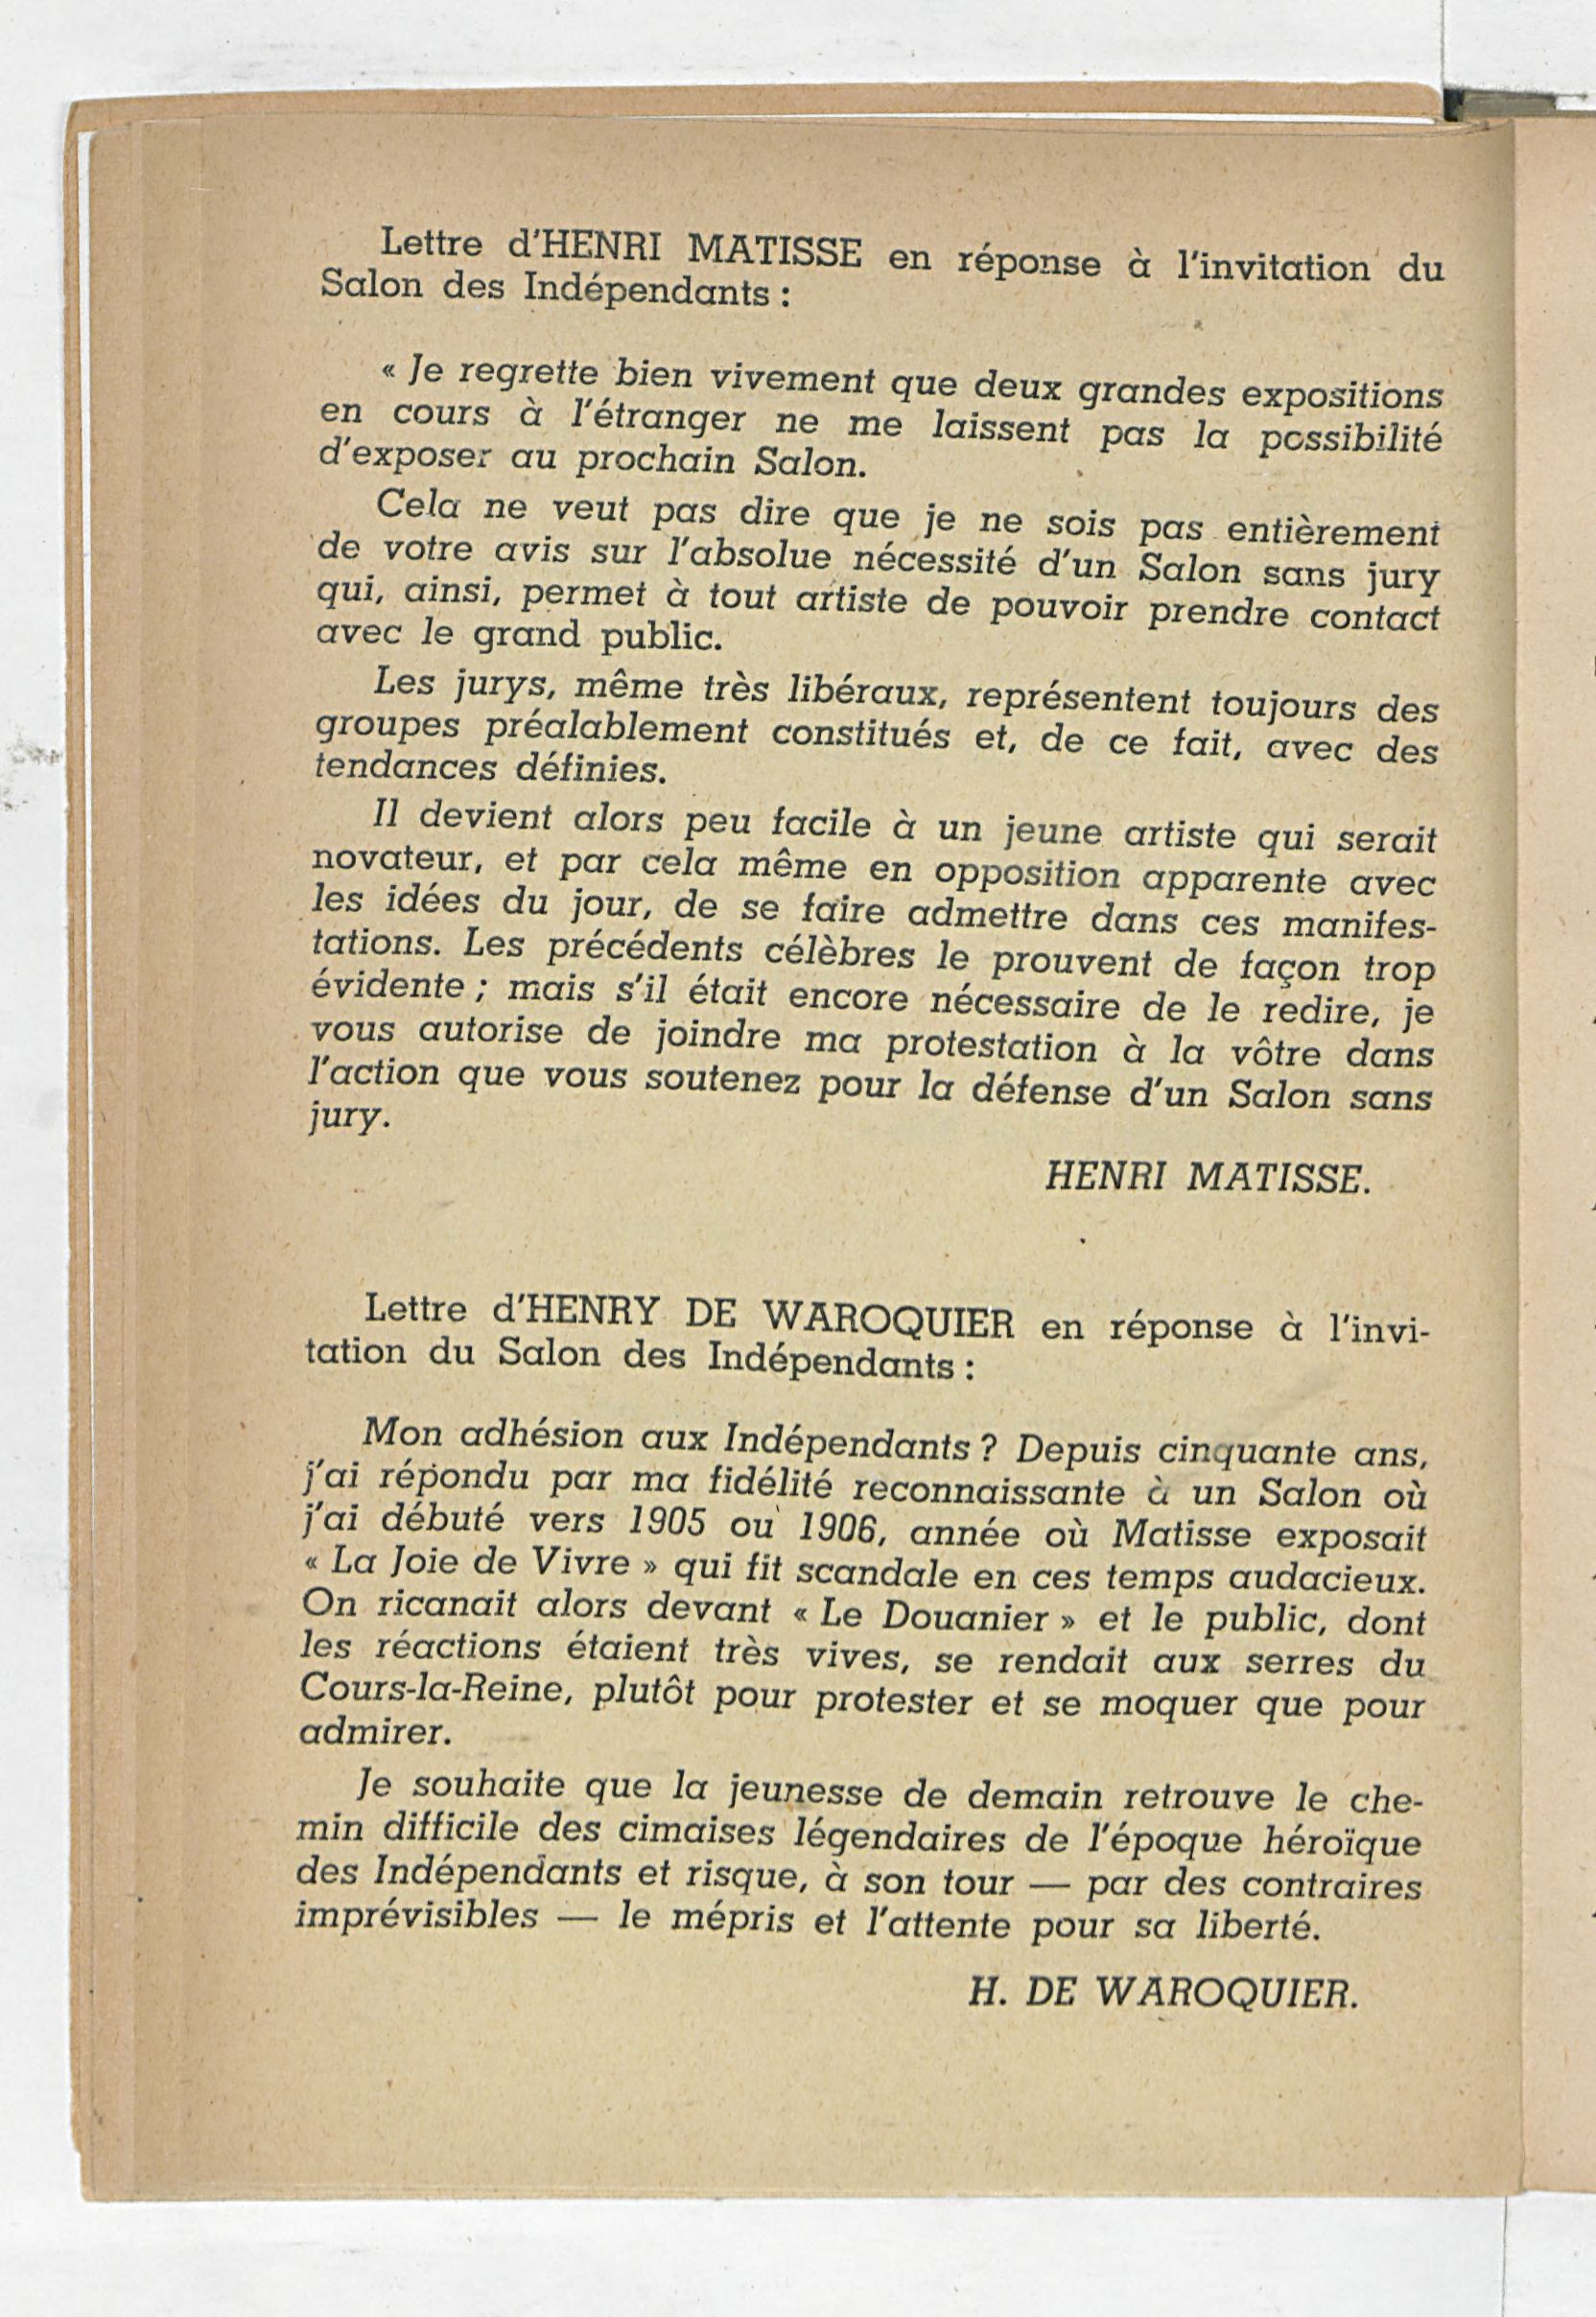 Lettre d'HENRI MATISSE en réponse à l'invitation du
Salon des Indépendants :
« Je regrette bien vivement que deux grandes expositions
en cours à l'étranger ne me laissent pas la possibilité
d'exposer au prochain Salon.
Cela ne veut pas dire que je ne sois pas entièrement
de votre avis sur l'absolue nécessité d'un Salon sans jury
qui, ainsi, permet à tout artiste de pouvoir prendre contact
avec le grand public.
Les jurys, même très libéraux, représentent toujours des
groupes préalablement constitués et, de ce fait, avec des
tendances définies.
Il devient alors peu facile à un jeune artiste qui serait
novateur, et par cela même en opposition apparente avec
les idées du jour, de se faire admettre dans ces manifes-
tations. Les précédents célèbres le prouvent de façon trop
évidente ; mais s'il était encore nécessaire de le redire, je
vous autorise de joindre ma protestation à la vôtre dans
l'action que vous soutenez pour la défense d'un Salon sans
jury.
HENRI MATISSE.
Lettre d'HENRY DE WAROQUIER en réponse à l'invi-
tation du Salon des Indépendants :
Mon adhésion aux Indépendants ? Depuis cinquante ans,
j'ai répondu par ma fidélité reconnaissante à un Salon où
j'ai débuté vers 1905 ou 1906, année où Matisse exposait
« La Joie de Vivre » qui fit scandale en ces temps audacieux.
On ricanait alors devant « Le Douanier » et le public, dont
les réactions étaient très vives, se rendait aux serres du
Cours-la-Reine, plutôt pour protester et se moquer que pour
admirer.
Je souhaite que la jeunesse de demain retrouve le che-
min difficile des cimaises légendaires de l'époque héroïque
des Indépendants et risque, à son tour — par des contraires
imprévisibles — le mépris et l'attente pour sa liberté.
H. DE WAROQUIER.